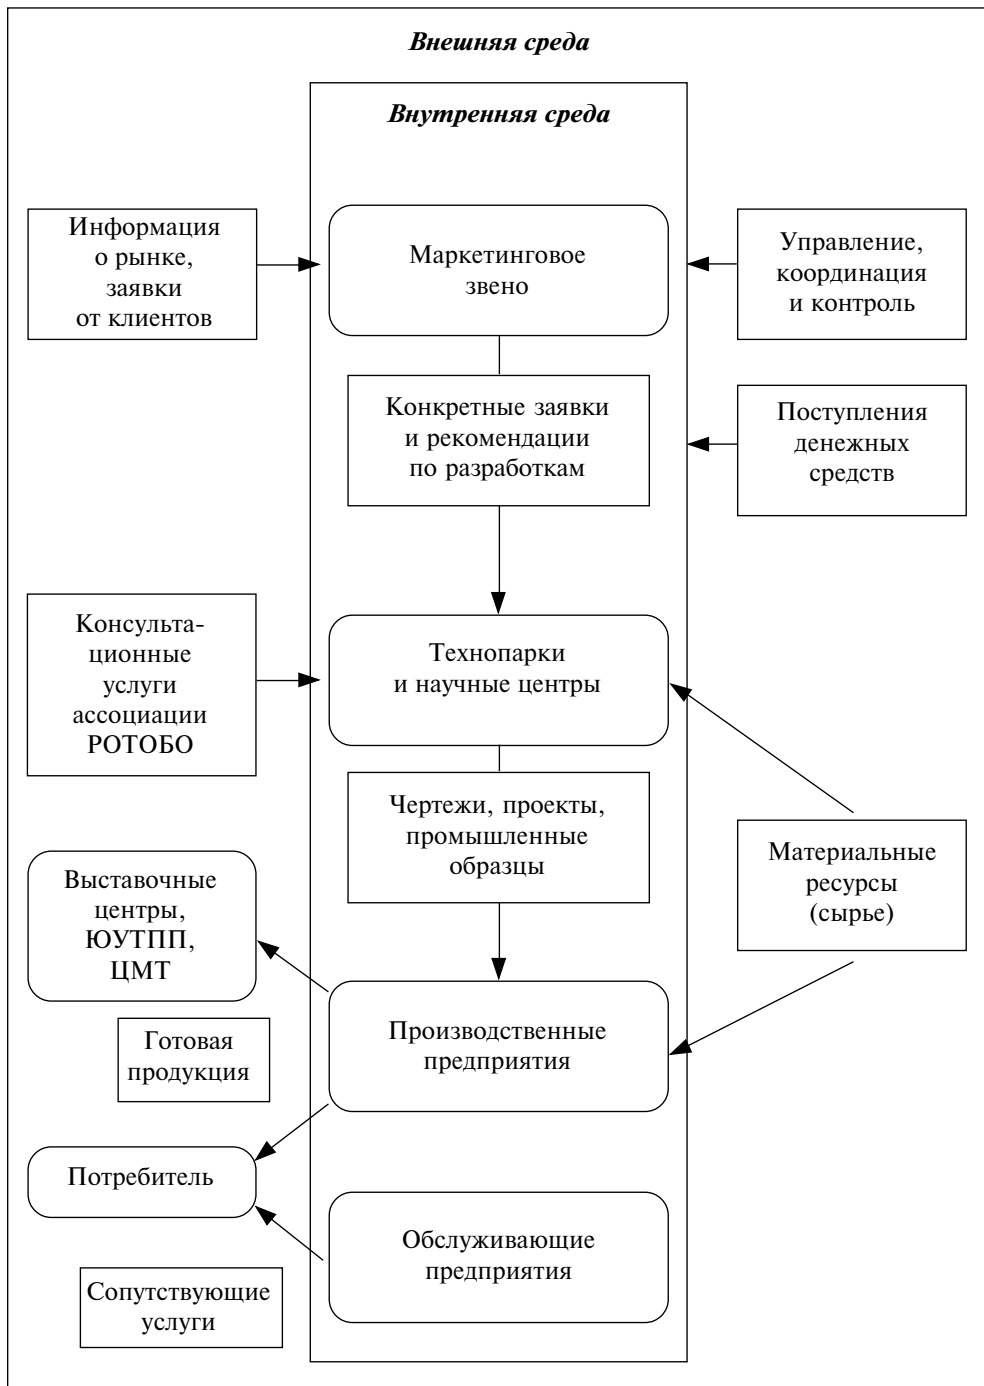 Внешняя среда
Внутренняя среда
Информация
о рынке,
заявки
от клиентов
Маркетинговое
звено
Управление,
координация
и контроль
Конкретные заявки
и рекомендации
по разработкам
Поступления
денежных
средств
Консульта-
ционные
услуги
ассоциации
РОТОБО
Технопарки
и научные центры
Чертежи, проекты,
промышленные
образцы
Материальные
ресурсы
(сырье)
Выставочные
центры,
ЮУТПП,
ЦМТ
Производственные
предприятия
Готовая
продукция
Потребитель
Обслуживающие
предприятия
Сопутствующие
услуги